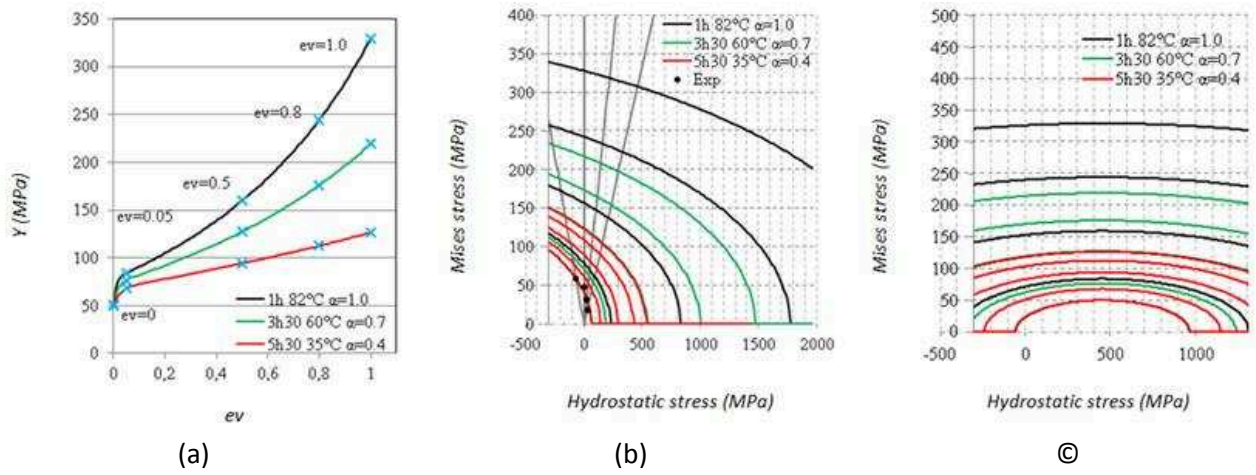 350
300
250
200
150
100
50
0
Y (MPa)
ev=1.0
ev=0.8
ev=0.5
ev=0.05
ev=0
1h 82°C α=1.0
3h30 60°C α=0.7
5h30 35°C α=0.4
0 0,2 0,4 0,6 0,8 1
ev
(a)
400
350
300
250
200
150
100
50
0
Mises stress (MPa)
1h 82°C α=1.0
3h30 60°C α=0.7
5h30 35°C α=0.4
Exp
-500 0 500 1000 1500 2000
Hydrostatic stress (MPa)
(b)
500
450
400
350
300
250
200
150
100
50
0
Mises stress (MPa)
1h 82°C α=1.0
3h30 60°C α=0.7
5h30 35°C α=0.4
-500 0 500 1000
Hydrostatic stress (MPa)
©